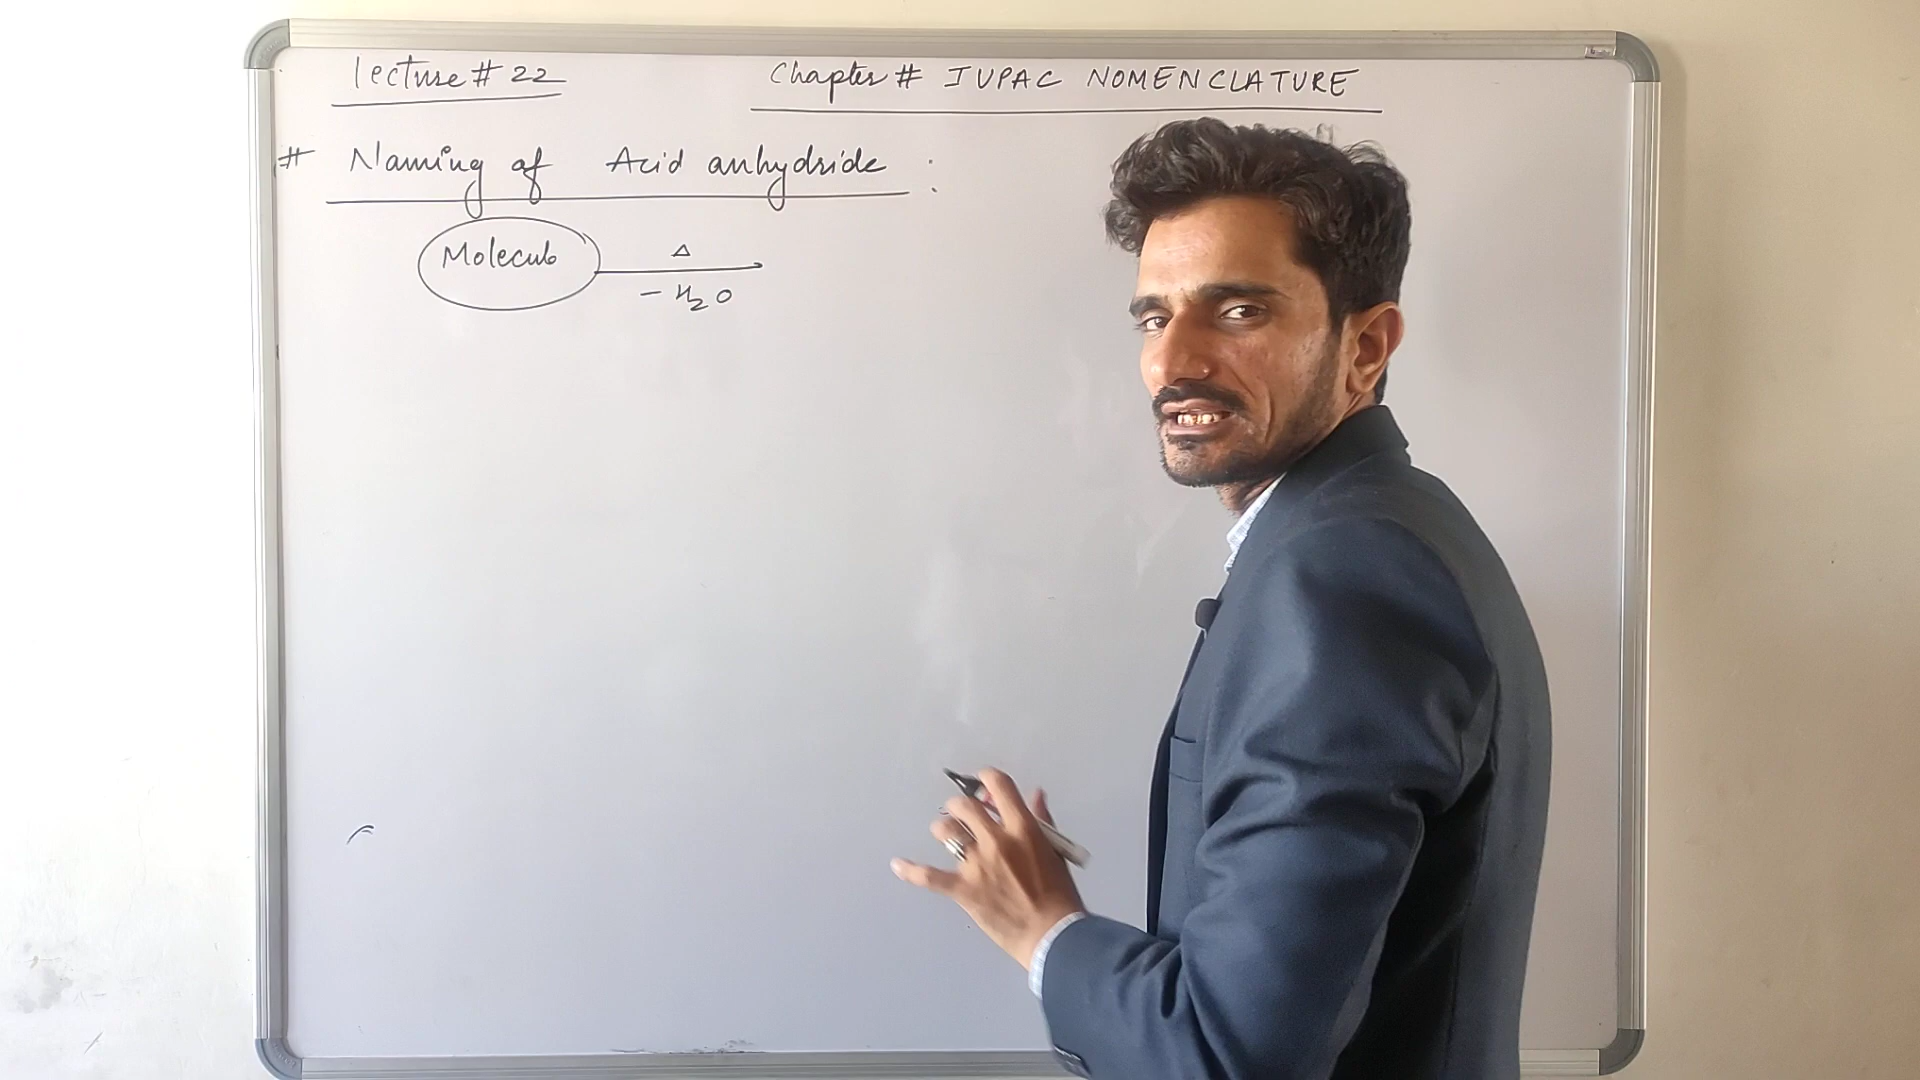 lecture # 22
Chapter # IUPAC NOMENCLATURE
# Naming of Acid anhydride :
Molecule
Δ
- H₂O